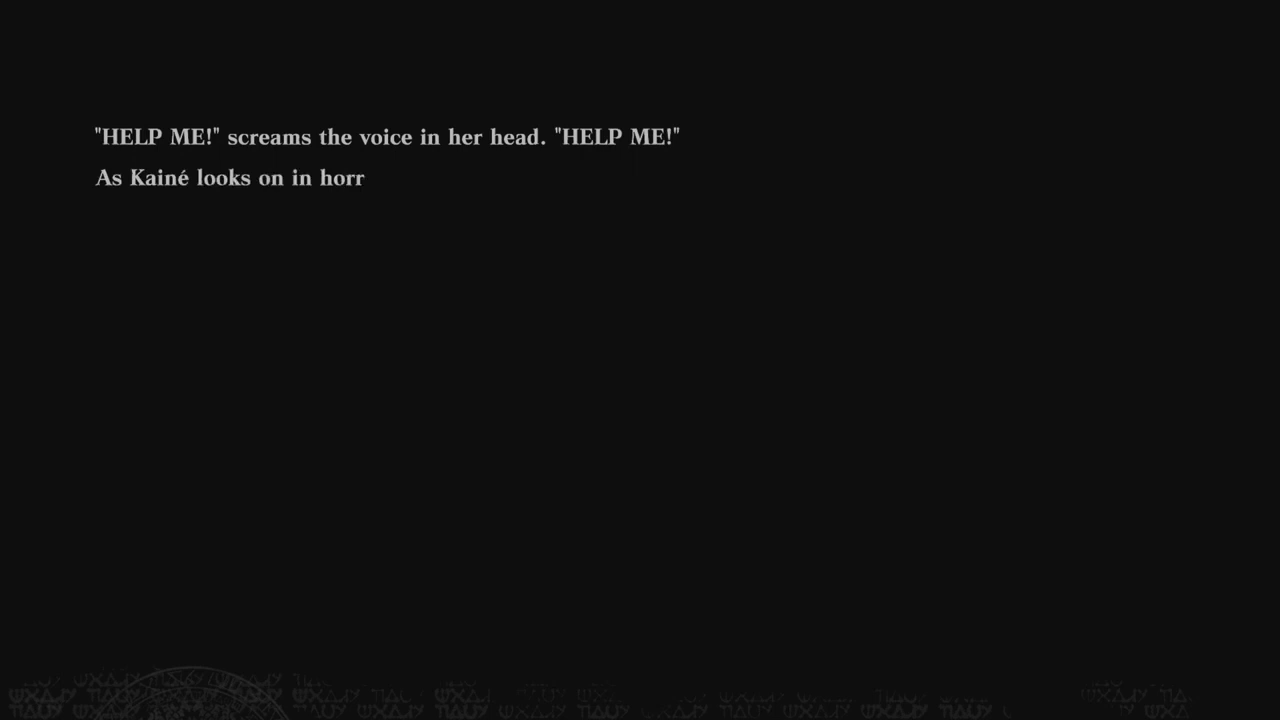 "HELP ME!" screams the voice in her head. "HELP ME!"
As Kainé looks on in horr